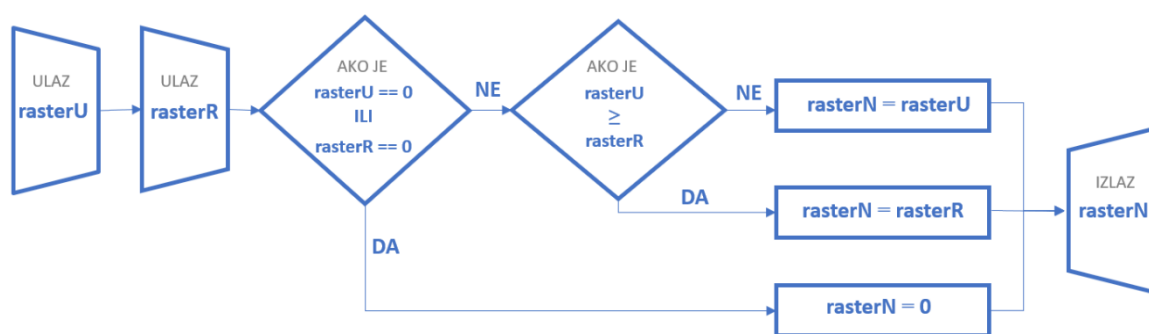 ULAZ
rasterU
ULAZ
rasterR
AKO JE
rasterU == 0
ILI
rasterR == 0
NE
DA
AKO JE
rasterU
≥
rasterR
NE
DA
rasterN = rasterU
rasterN = rasterR
rasterN = 0
IZLAZ
rasterN